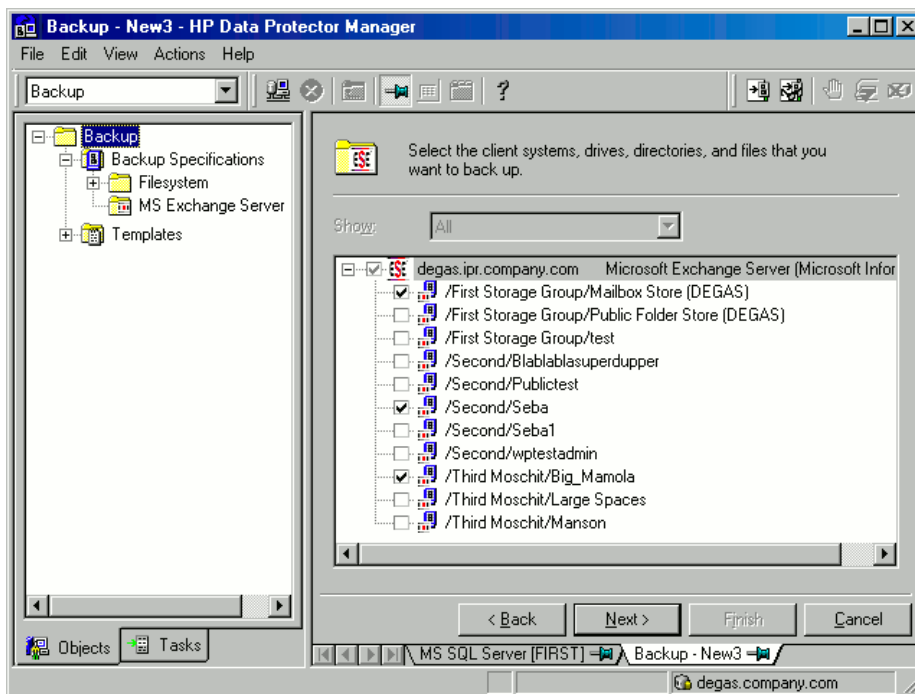 Backup - New3 - HP Data Protector Manager
File Edit View Actions Help
Backup
Backup
Backup Specifications
Filesystem
MS Exchange Server
Templates
Select the client systems, drives, directories, and files that you
want to back up.
Show: All
degas.ipr.company.com Microsoft Exchange Server (Microsoft Infor
/First Storage Group/Mailbox Store (DEGAS)
/First Storage Group/Public Folder Store (DEGAS)
/First Storage Group/test
/Second/Blablablasuperdupper
/Second/Publictest
/Second/Seba
/Second/Seba1
/Second/wptestadmin
/Third Moschit/Big_Mamola
/Third Moschit/Large Spaces
/Third Moschit/Manson
< Back Next > Finish Cancel
Objects Tasks
MS SQL Server [FIRST] Backup - New3
degas.company.com